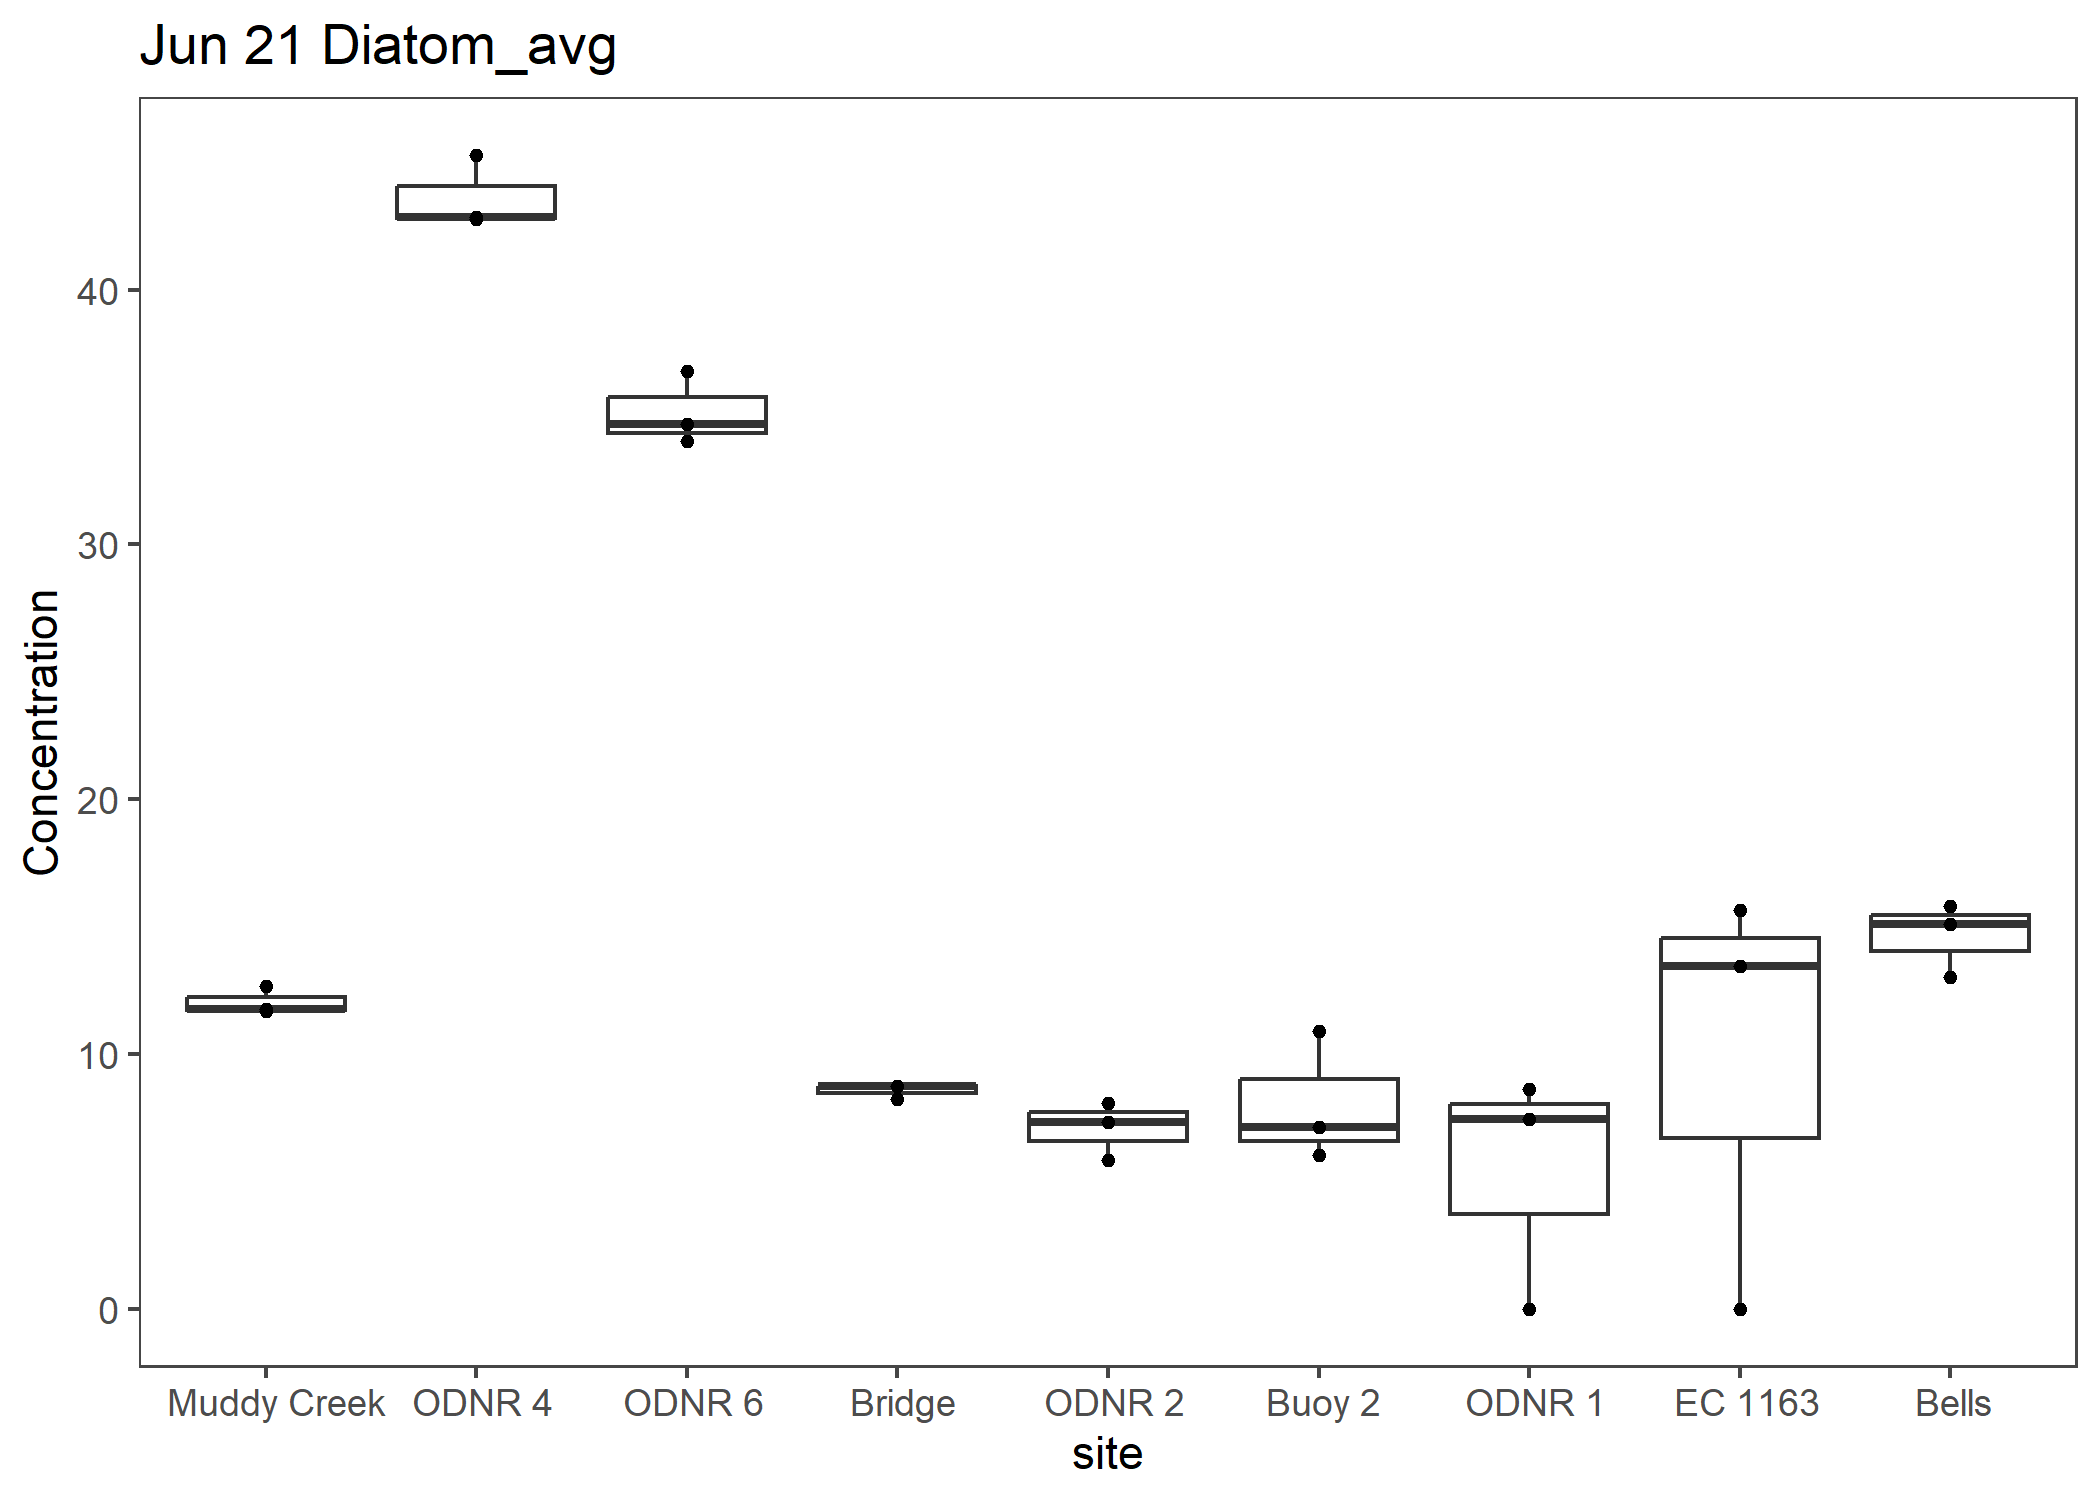 Jun 21 Diatom_avg
Concentration
40
30
20
10
0
Muddy Creek ODNR 4 ODNR 6 Bridge ODNR 2 Buoy 2 ODNR 1 EC 1163 Bells
site